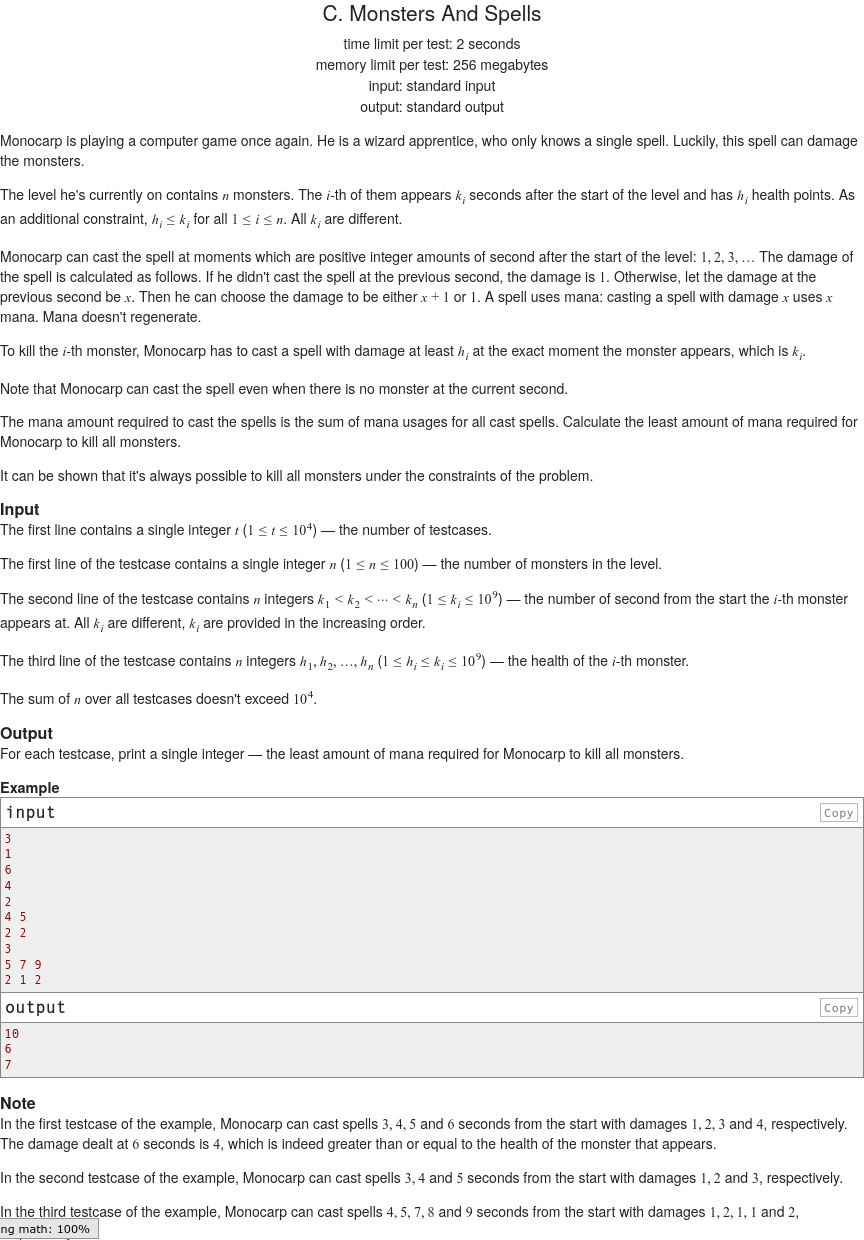 C. Monsters And Spells
time limit per test: 2 seconds
memory limit per test: 256 megabytes
input: standard input
output: standard output
Monocarp is playing a computer game once again. He is a wizard apprentice, who only knows a single spell. Luckily, this spell can damage
the monsters.
The level he's currently on contains n monsters. The i-th of them appears k_i seconds after the start of the level and has h_i health points. As
an additional constraint, h_i ≤ k_i for all 1 ≤ i ≤ n. All k_i are different.
Monocarp can cast the spell at moments which are positive integer amounts of second after the start of the level: 1, 2, 3, … The damage of
the spell is calculated as follows. If he didn't cast the spell at the previous second, the damage is 1. Otherwise, let the damage at the
previous second be x. Then he can choose the damage to be either x + 1 or 1. A spell uses mana: casting a spell with damage x uses x
mana. Mana doesn't regenerate.
To kill the i-th monster, Monocarp has to cast a spell with damage at least h_i at the exact moment the monster appears, which is k_i.
Note that Monocarp can cast the spell even when there is no monster at the current second.
The mana amount required to cast the spells is the sum of mana usages for all cast spells. Calculate the least amount of mana required for
Monocarp to kill all monsters.
It can be shown that it's always possible to kill all monsters under the constraints of the problem.
Input
The first line contains a single integer t (1 ≤ t ≤ 10^4) — the number of testcases.
The first line of the testcase contains a single integer n (1 ≤ n ≤ 100) — the number of monsters in the level.
The second line of the testcase contains n integers k_1 < k_2 < ··· < k_n (1 ≤ k_i ≤ 10^9) — the number of second from the start the i-th monster
appears at. All k_i are different, k_i are provided in the increasing order.
The third line of the testcase contains n integers h_1, h_2, …, h_n (1 ≤ h_i ≤ k_i ≤ 10^9) — the health of the i-th monster.
The sum of n over all testcases doesn't exceed 10^4.
Output
For each testcase, print a single integer — the least amount of mana required for Monocarp to kill all monsters.
Example
input Copy
3
1
6
4
2
4 5
2 2
3
5 7 9
2 1 2
output Copy
10
6
7
Note
In the first testcase of the example, Monocarp can cast spells 3, 4, 5 and 6 seconds from the start with damages 1, 2, 3 and 4, respectively.
The damage dealt at 6 seconds is 4, which is indeed greater than or equal to the health of the monster that appears.
In the second testcase of the example, Monocarp can cast spells 3, 4 and 5 seconds from the start with damages 1, 2 and 3, respectively.
In the third testcase of the example, Monocarp can cast spells 4, 5, 7, 8 and 9 seconds from the start with damages 1, 2, 1, 1 and 2,
ng math: 100%